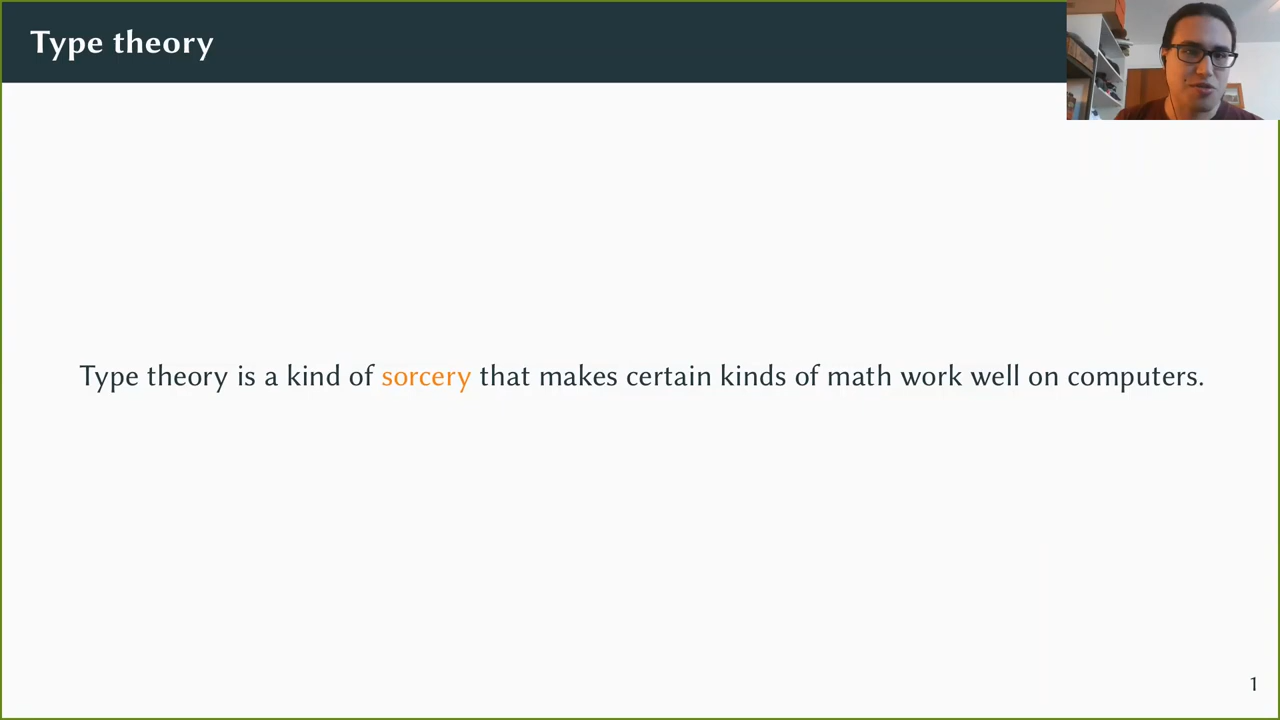 Type theory
Type theory is a kind of sorcery that makes certain kinds of math work well on computers.
1